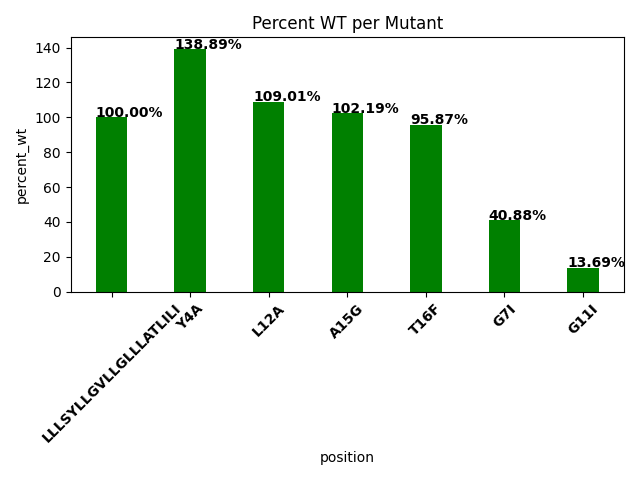 Percent WT per Mutant
percent_wt
140
120
100
80
60
40
20
0
100.00%
138.89%
109.01%
102.19%
95.87%
40.88%
13.69%
LLLSYLLGVLLGLLLATLILI
Y4A
L12A
A15G
T16F
G7I
G11I
position